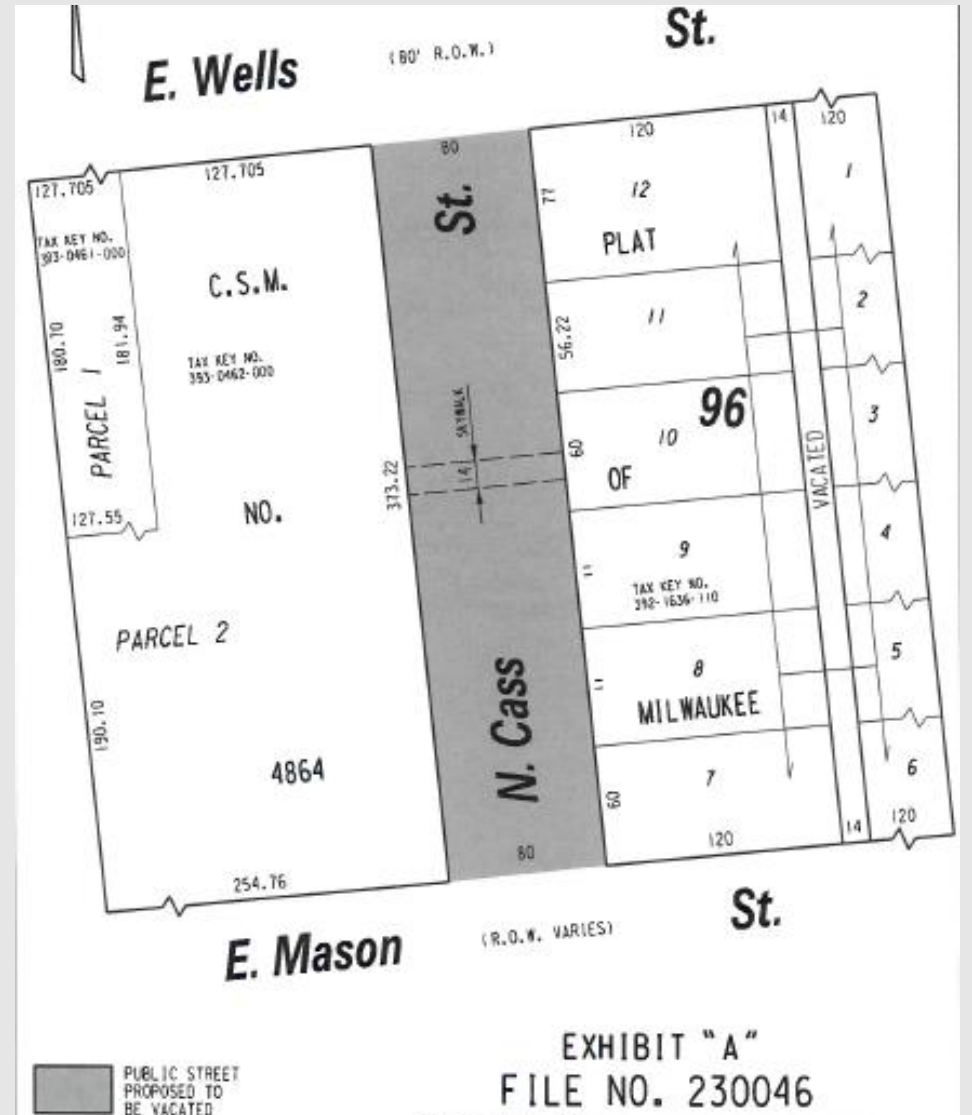 E. Wells
(80' R.O.W.)
St.
127.705
127.705
80
120
14
120
TAX KEY NO.
393-0461-000
C.S.M.
TAX KEY NO.
393-0462-000
180.70
181.94
PARCEL 1
127.55
NO.
PARCEL 2
190.10
4864
254.76
373.22
St.
SKYWALK
14
N. Cass
80
77
12
PLAT
56.22
11
60
10
96
OF
"
9
TAX KEY NO.
392-1636-110
"
8
MILWAUKEE
60
7
120
VACATED
14
1
2
3
4
5
6
120
E. Mason
(R.O.W. VARIES)
St.
PUBLIC STREET
PROPOSED TO
BE VACATED
EXHIBIT "A"
FILE NO. 230046